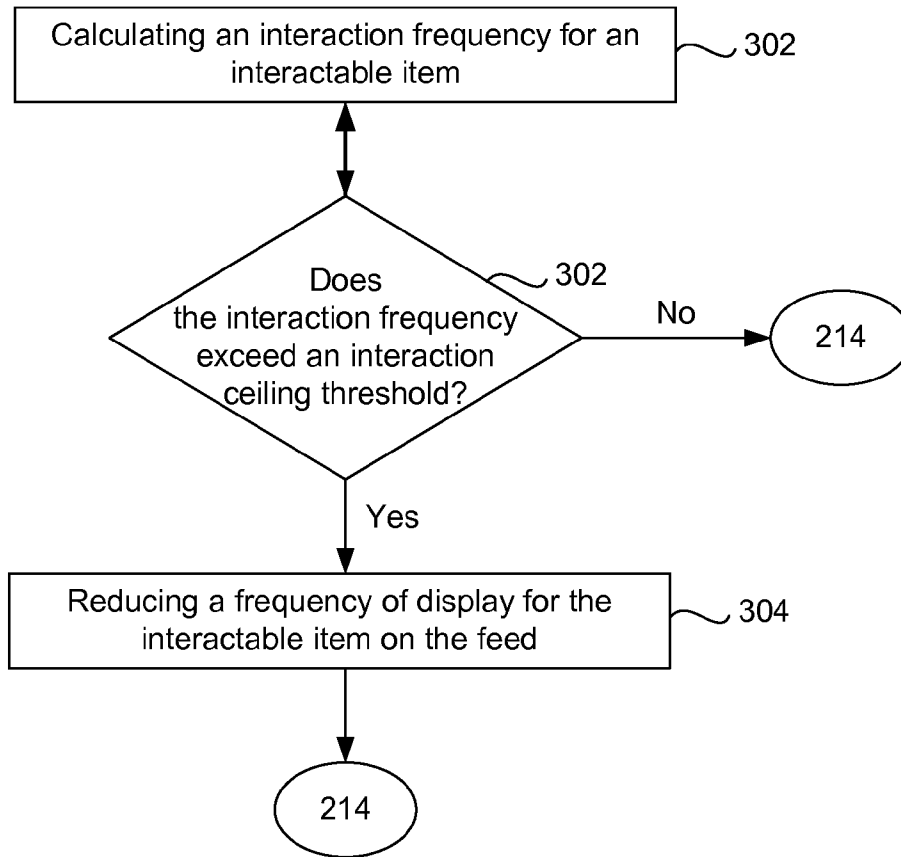 Calculating an interaction frequency for an
interactable item
302
Does
the interaction frequency
exceed an interaction
ceiling threshold?
302
No
214
Yes
Reducing a frequency of display for the
interactable item on the feed
304
214